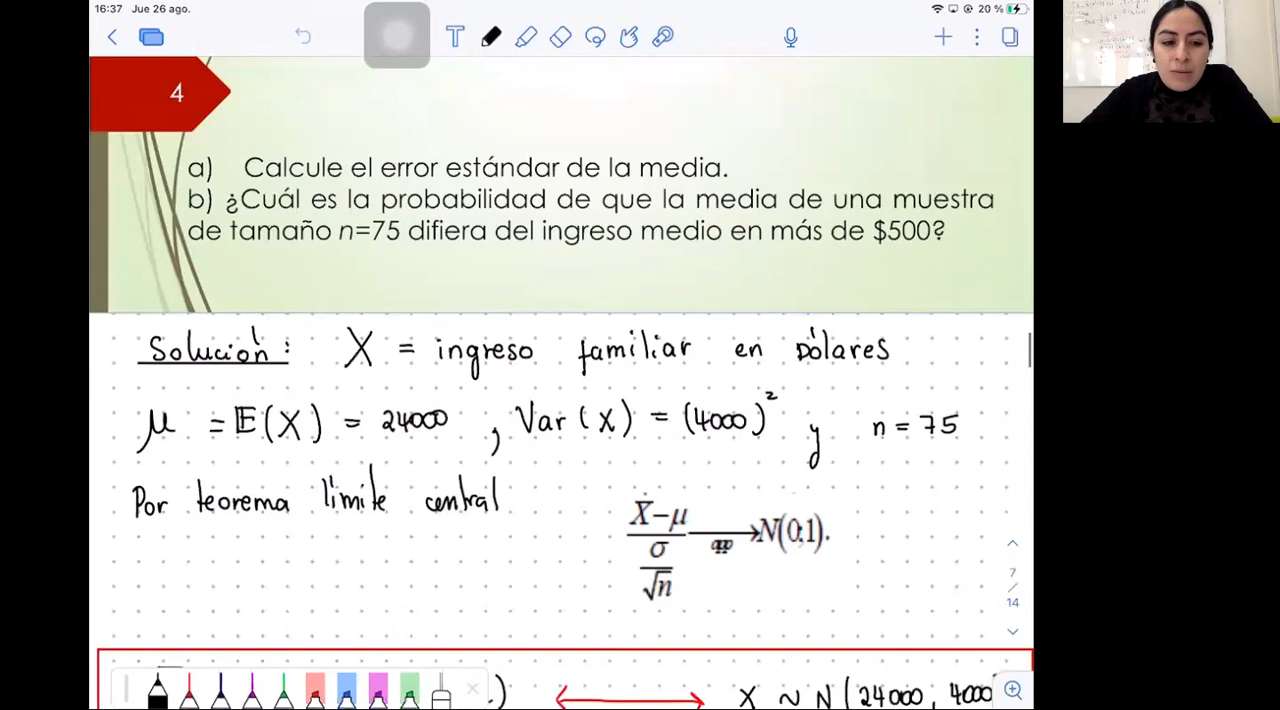 16:37 Jue 26 ago.
20 %
T
4
a) Calcule el error estándar de la media.
b) ¿Cuál es la probabilidad de que la media de una muestra
de tamaño n=75 difiera del ingreso medio en más de $500?
Solución: X = ingreso familiar en Dólares
μ = E(X) = 24000 , Var(X) = (4000)² y n = 75
Por teorema límite central
X̄−μ
σ
√n
→N(0;1).
app
7
/
14
.) ⟷ X ~ N(24000, 4000